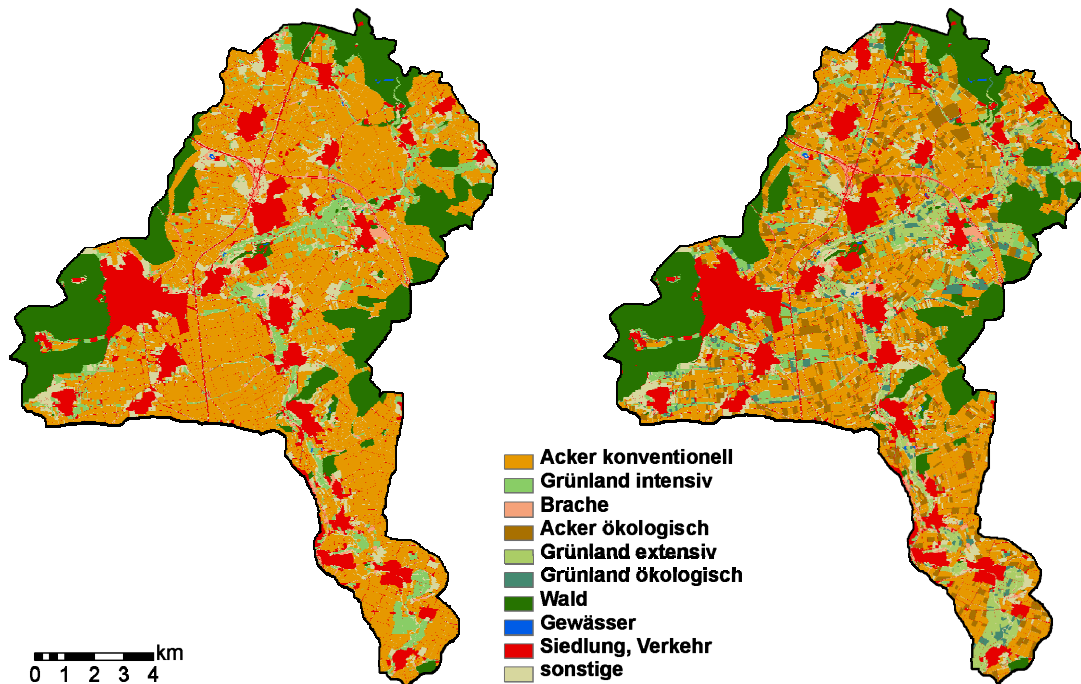 Acker konventionell
Grünland intensiv
Brache
Acker ökologisch
Grünland extensiv
Grünland ökologisch
Wald
Gewässer
Siedlung, Verkehr
sonstige
km
0 1 2 3 4